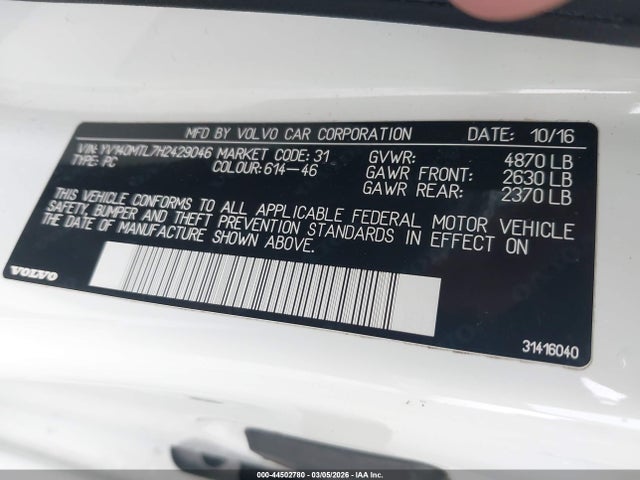 MFD BY VOLVO CAR CORPORATION DATE: 10/16
VIN: YV140MTL7H2429046 MARKET CODE: 31 GVWR: 4870 LB
TYPE: PC COLOUR: 614-46 GAWR FRONT: 2630 LB
GAWR REAR: 2370 LB
THIS VEHICLE CONFORMS TO ALL APPLICABLE FEDERAL MOTOR VEHICLE
SAFETY, BUMPER AND THEFT PREVENTION STANDARDS IN EFFECT ON
THE DATE OF MANUFACTURE SHOWN ABOVE.
VOLVO
31416040
000-44502780 | 03/05/2026 | IAA Inc.